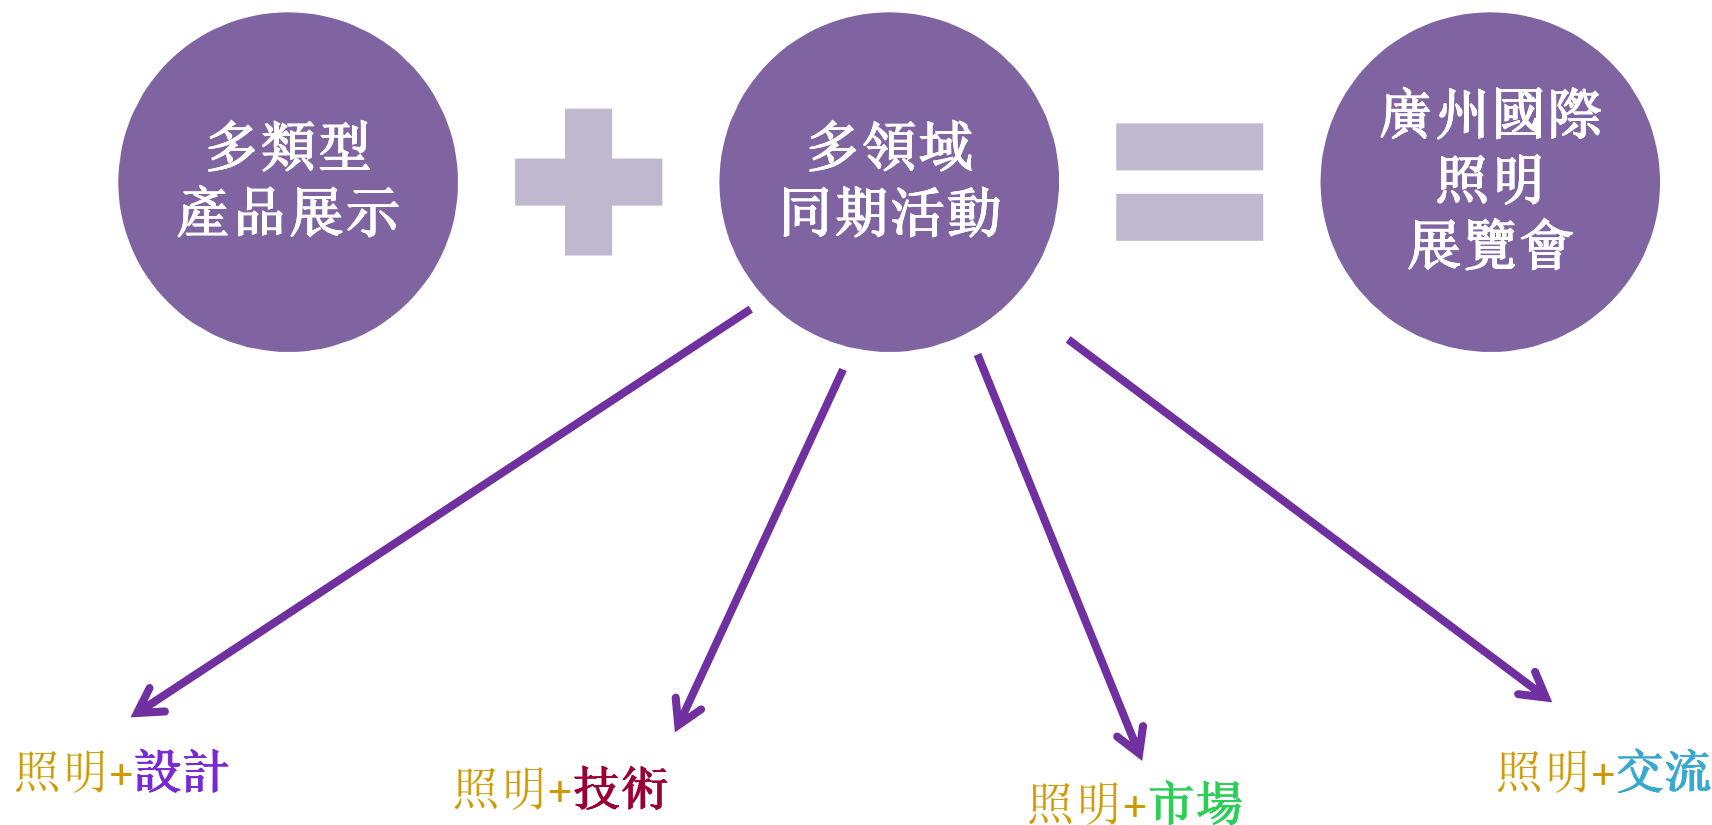 多類型
產品展示
多領域
同期活動
廣州國際
照明
展覽會
照明+設計
照明+技術
照明+市場
照明+交流